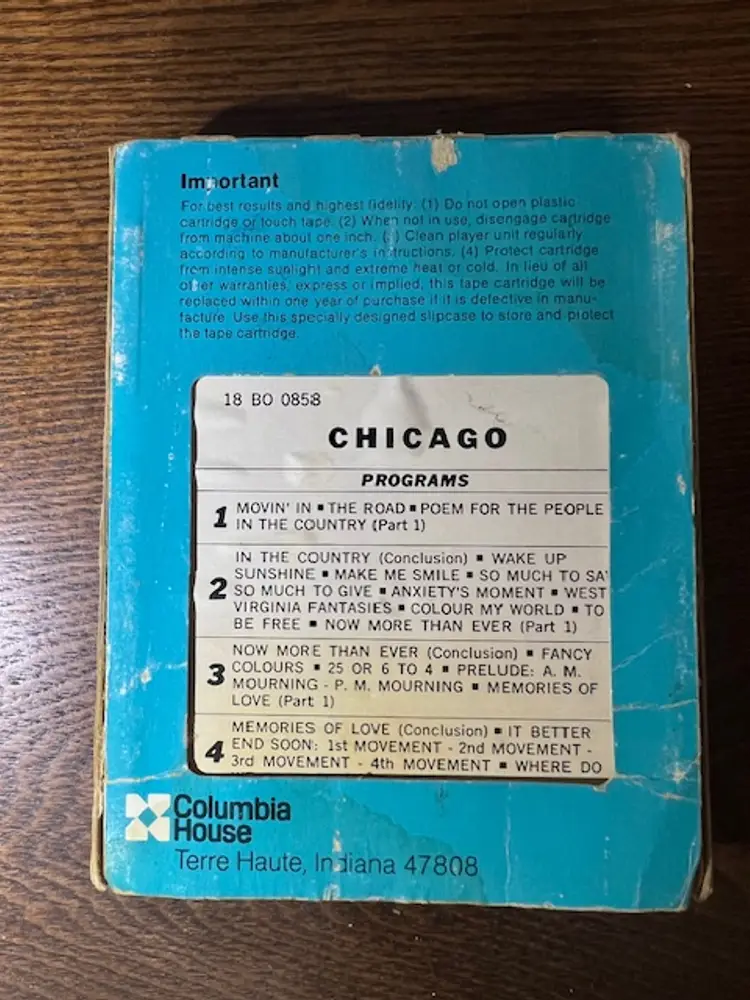 Important
For best results and highest fidelity: (1) Do not open plastic
cartridge or touch tape. (2) When not in use, disengage cartridge
from machine about one inch. (3) Clean player unit regularly
according to manufacturer's instructions. (4) Protect cartridge
from intense sunlight and extreme heat or cold. In lieu of all
other warranties, express or implied, this tape cartridge will be
replaced within one year of purchase if it is defective in manu-
facture. Use this specially designed slipcase to store and protect
the tape cartridge.
18 BO 0858
CHICAGO
PROGRAMS
1 MOVIN' IN ▪ THE ROAD ▪ POEM FOR THE PEOPLE
IN THE COUNTRY (Part 1)
2 IN THE COUNTRY (Conclusion) ▪ WAKE UP
SUNSHINE ▪ MAKE ME SMILE ▪ SO MUCH TO SA
SO MUCH TO GIVE ▪ ANXIETY'S MOMENT ▪ WEST
VIRGINIA FANTASIES ▪ COLOUR MY WORLD ▪ TO
BE FREE ▪ NOW MORE THAN EVER (Part 1)
3 NOW MORE THAN EVER (Conclusion) ▪ FANCY
COLOURS ▪ 25 OR 6 TO 4 ▪ PRELUDE: A. M.
MOURNING - P. M. MOURNING ▪ MEMORIES OF
LOVE (Part 1)
4 MEMORIES OF LOVE (Conclusion) ▪ IT BETTER
END SOON: 1st MOVEMENT - 2nd MOVEMENT -
3rd MOVEMENT - 4th MOVEMENT ▪ WHERE DO
Columbia
House
Terre Haute, Indiana 47808